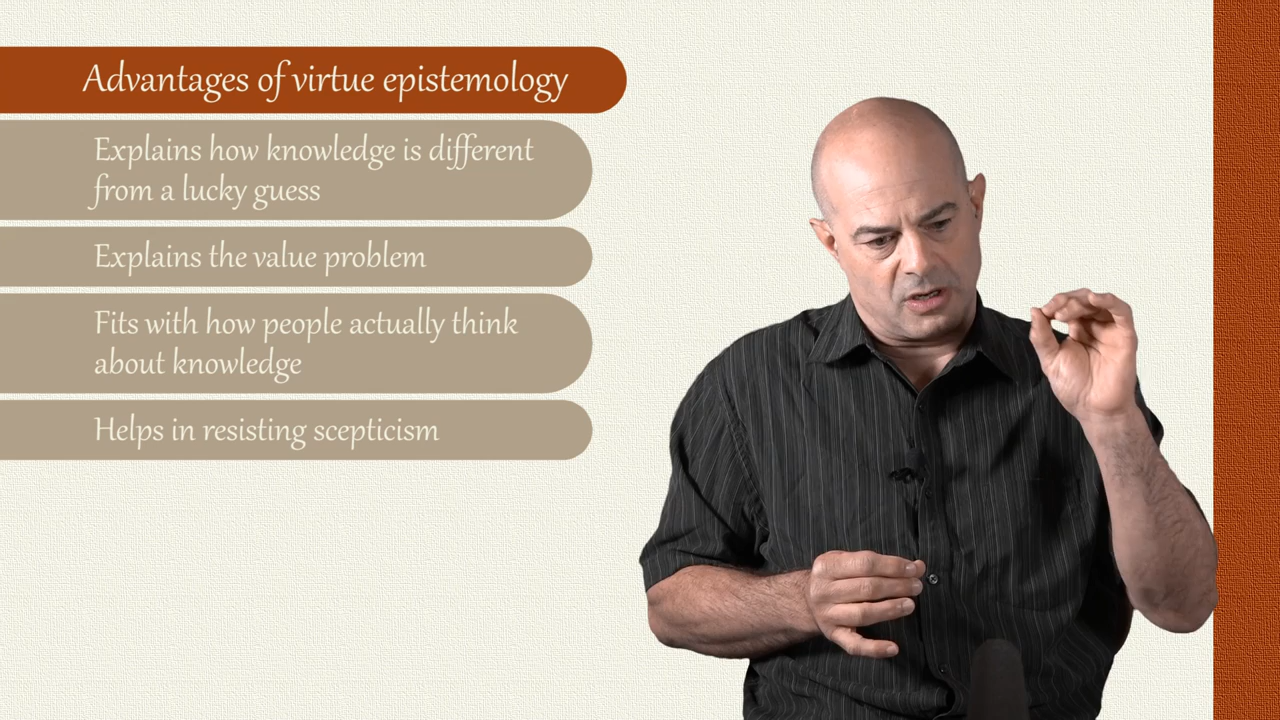 Advantages of virtue epistemology
Explains how knowledge is different
from a lucky guess
Explains the value problem
Fits with how people actually think
about knowledge
Helps in resisting scepticism